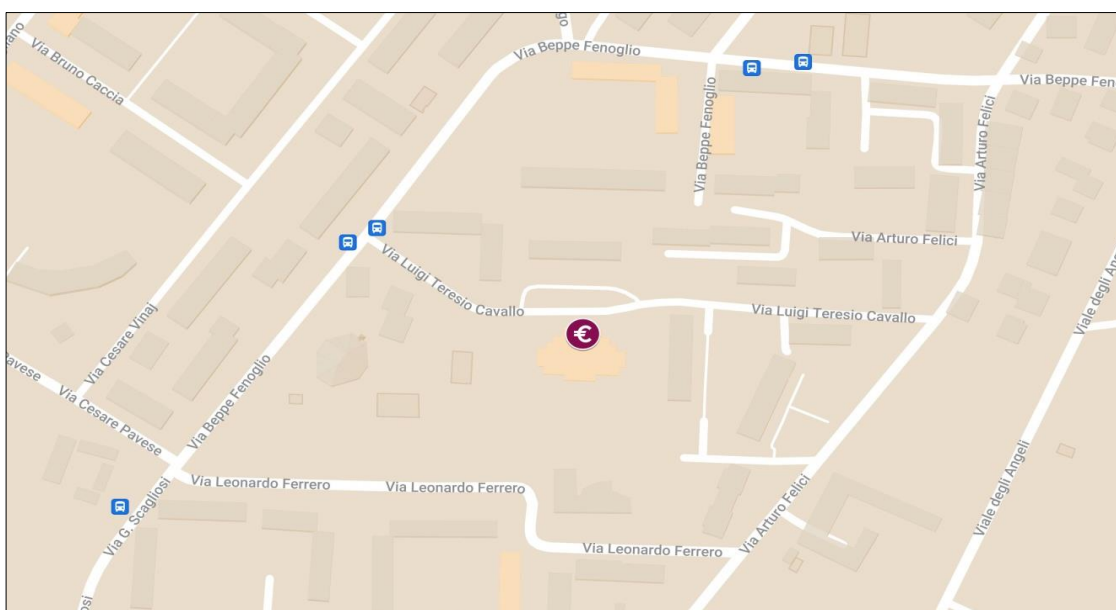 Via Beppe Fenoglio
Via Bruno Caccia
Via Beppe Fen
Via Beppe Fenoglio
Via Arturo Felici
Via Arturo Felici
Via Luigi Teresio Cavallo
Viale degli An
Via Luigi Teresio Cavallo
€
Via Cesare Vinaj
Pavese
Via Cesare Pavese
Via Beppe Fenoglio
Via Leonardo Ferrero
Via Leonardo Ferrero
Viale degli Angeli
Via G. Scagliosi
Via Arturo Felici
Via Leonardo Ferrero
osi